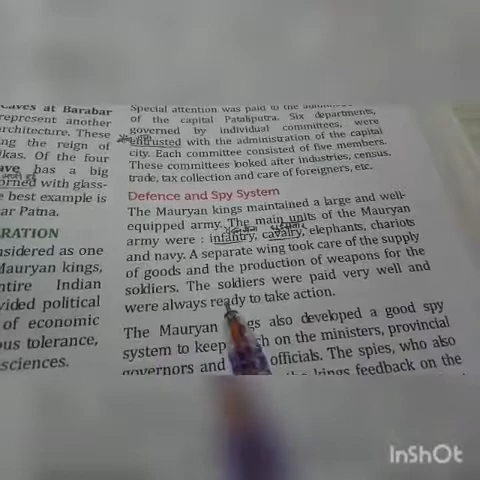 Caves at Barabar
represent another
architecture. These
ing the reign of
kas. Of the four
ave has a big
orned with glass-
e best example is
ar Patna.
RATION
nsidered as one
Mauryan kings,
ntire Indian
vided political
of economic
ous tolerance,
sciences.
Special attention was paid to the
of the capital Pataliputra. Six departments,
governed by individual committees, were
entrusted with the administration of the capital
city. Each committee consisted of five members.
These committees looked after industries, census,
trade, tax collection and care of foreigners, etc.
Defence and Spy System
The Mauryan kings maintained a large and well-
equipped army. The main units of the Mauryan
army were : infantry, cavalry, elephants, chariots
and navy. A separate wing took care of the supply
of goods and the production of weapons for the
soldiers. The soldiers were paid very well and
were always ready to take action.
The Mauryan gs also developed a good spy
system to keep h on the ministers, provincial
governors and officials. The spies, who also
the kings feedback on the
InShOt